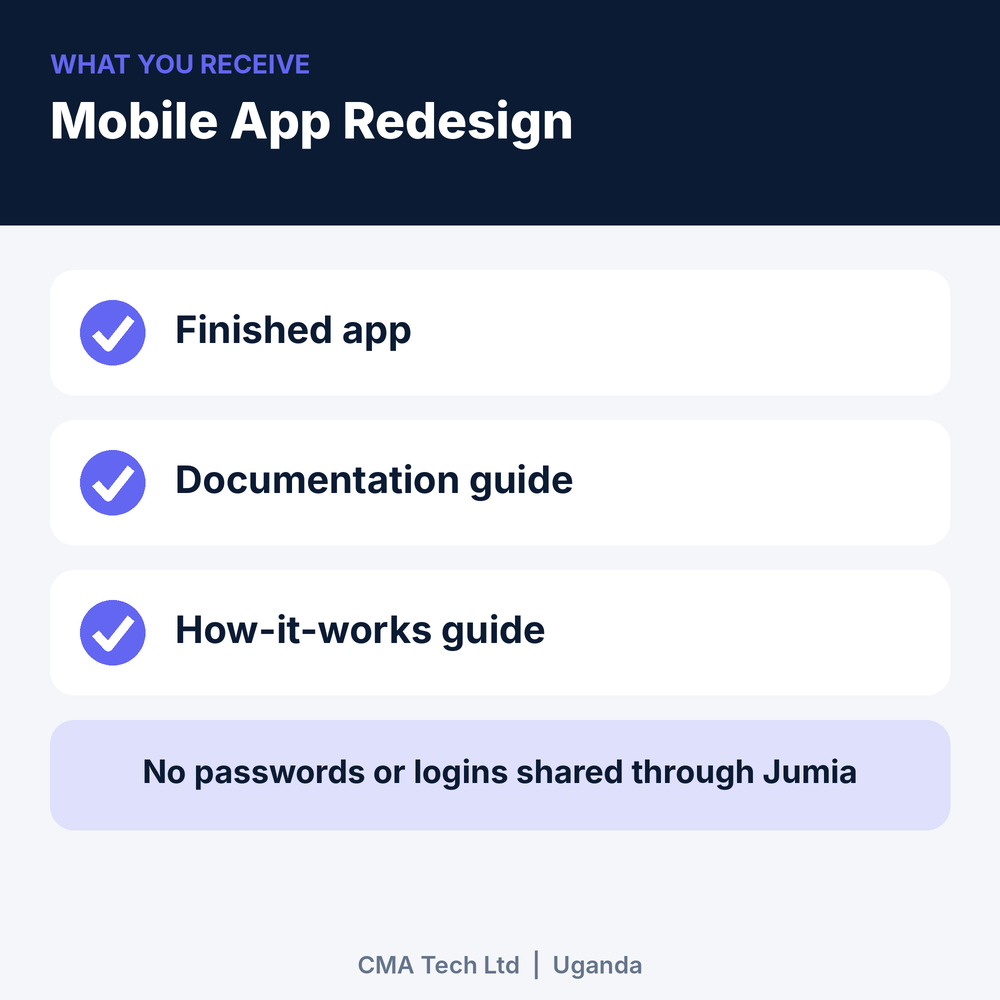 WHAT YOU RECEIVE
Mobile App Redesign
Finished app
Documentation guide
How-it-works guide
No passwords or logins shared through Jumia
CMA Tech Ltd | Uganda